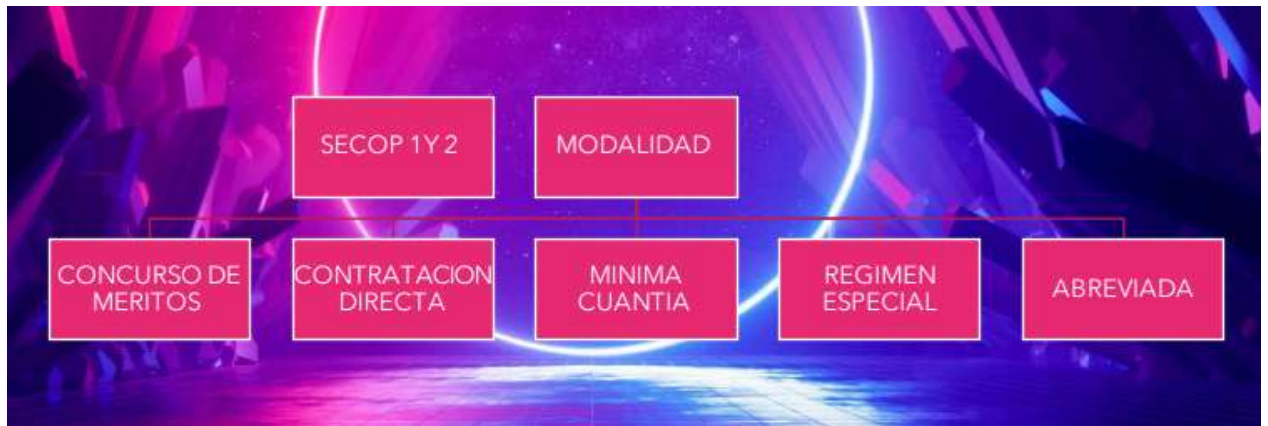 SECOP 1Y 2
MODALIDAD
CONCURSO DE
MERITOS
CONTRATACION
DIRECTA
MINIMA
CUANTIA
REGIMEN
ESPECIAL
ABREVIADA